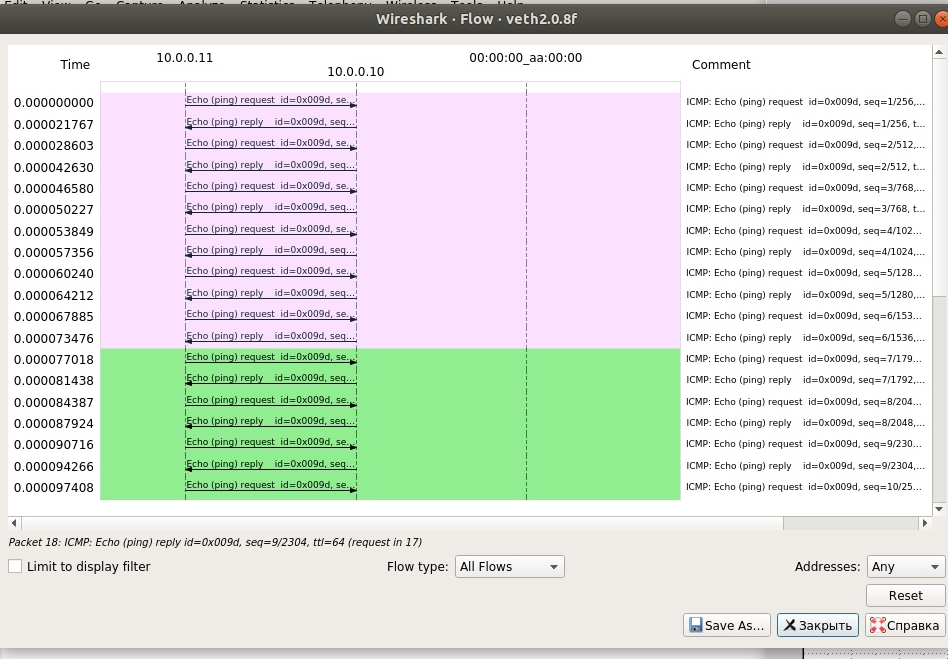 Edit View Go Capture Analyze Statistics Telephony Wireless Tools Help
Wireshark · Flow · veth2.0.8f
Time 10.0.0.11 10.0.0.10 00:00:00_aa:00:00 Comment
0.000000000 Echo (ping) request id=0x009d, se... ICMP: Echo (ping) request id=0x009d, seq=1/256,...
0.000021767 Echo (ping) reply id=0x009d, seq... ICMP: Echo (ping) reply id=0x009d, seq=1/256, t...
0.000028603 Echo (ping) request id=0x009d, se... ICMP: Echo (ping) request id=0x009d, seq=2/512,...
0.000042630 Echo (ping) reply id=0x009d, seq... ICMP: Echo (ping) reply id=0x009d, seq=2/512, t...
0.000046580 Echo (ping) request id=0x009d, se... ICMP: Echo (ping) request id=0x009d, seq=3/768,...
0.000050227 Echo (ping) reply id=0x009d, seq... ICMP: Echo (ping) reply id=0x009d, seq=3/768, t...
0.000053849 Echo (ping) request id=0x009d, se... ICMP: Echo (ping) request id=0x009d, seq=4/102...
0.000057356 Echo (ping) reply id=0x009d, seq... ICMP: Echo (ping) reply id=0x009d, seq=4/1024,...
0.000060240 Echo (ping) request id=0x009d, se... ICMP: Echo (ping) request id=0x009d, seq=5/128...
0.000064212 Echo (ping) reply id=0x009d, seq... ICMP: Echo (ping) reply id=0x009d, seq=5/1280,...
0.000067885 Echo (ping) request id=0x009d, se... ICMP: Echo (ping) request id=0x009d, seq=6/153...
0.000073476 Echo (ping) reply id=0x009d, seq... ICMP: Echo (ping) reply id=0x009d, seq=6/1536,...
0.000077018 Echo (ping) request id=0x009d, se... ICMP: Echo (ping) request id=0x009d, seq=7/179...
0.000081438 Echo (ping) reply id=0x009d, seq... ICMP: Echo (ping) reply id=0x009d, seq=7/1792,...
0.000084387 Echo (ping) request id=0x009d, se... ICMP: Echo (ping) request id=0x009d, seq=8/204...
0.000087924 Echo (ping) reply id=0x009d, seq... ICMP: Echo (ping) reply id=0x009d, seq=8/2048,...
0.000090716 Echo (ping) request id=0x009d, se... ICMP: Echo (ping) request id=0x009d, seq=9/230...
0.000094266 Echo (ping) reply id=0x009d, seq... ICMP: Echo (ping) reply id=0x009d, seq=9/2304,...
0.000097408 Echo (ping) request id=0x009d, se... ICMP: Echo (ping) request id=0x009d, seq=10/25...
Packet 18: ICMP: Echo (ping) reply id=0x009d, seq=9/2304, ttl=64 (request in 17)
Limit to display filter Flow type: All Flows Addresses: Any
Reset
Save As... Закрыть Справка